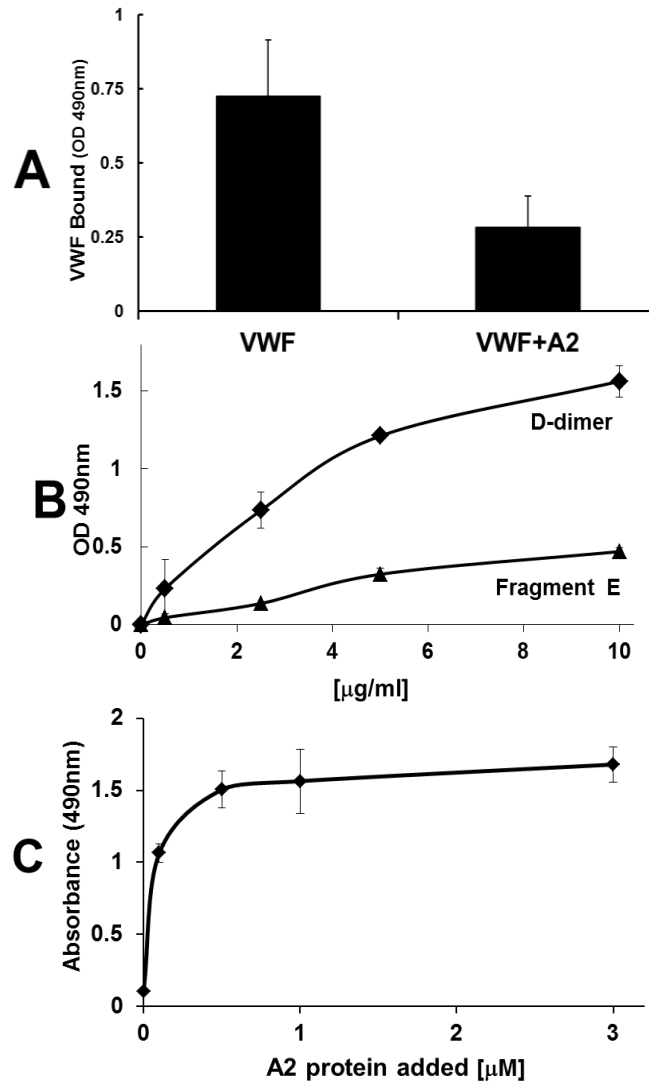 A
VWF Bound (OD 490nm)
1
0.75
0.5
0.25
0
VWF
VWF+A2
B
OD 490nm
1.5
1
0.5
0
D-dimer
Fragment E
0
2
4
6
8
10
[μg/ml]
C
Absorbance (490nm)
2
1.5
1
0.5
0
0
1
2
3
A2 protein added [μM]